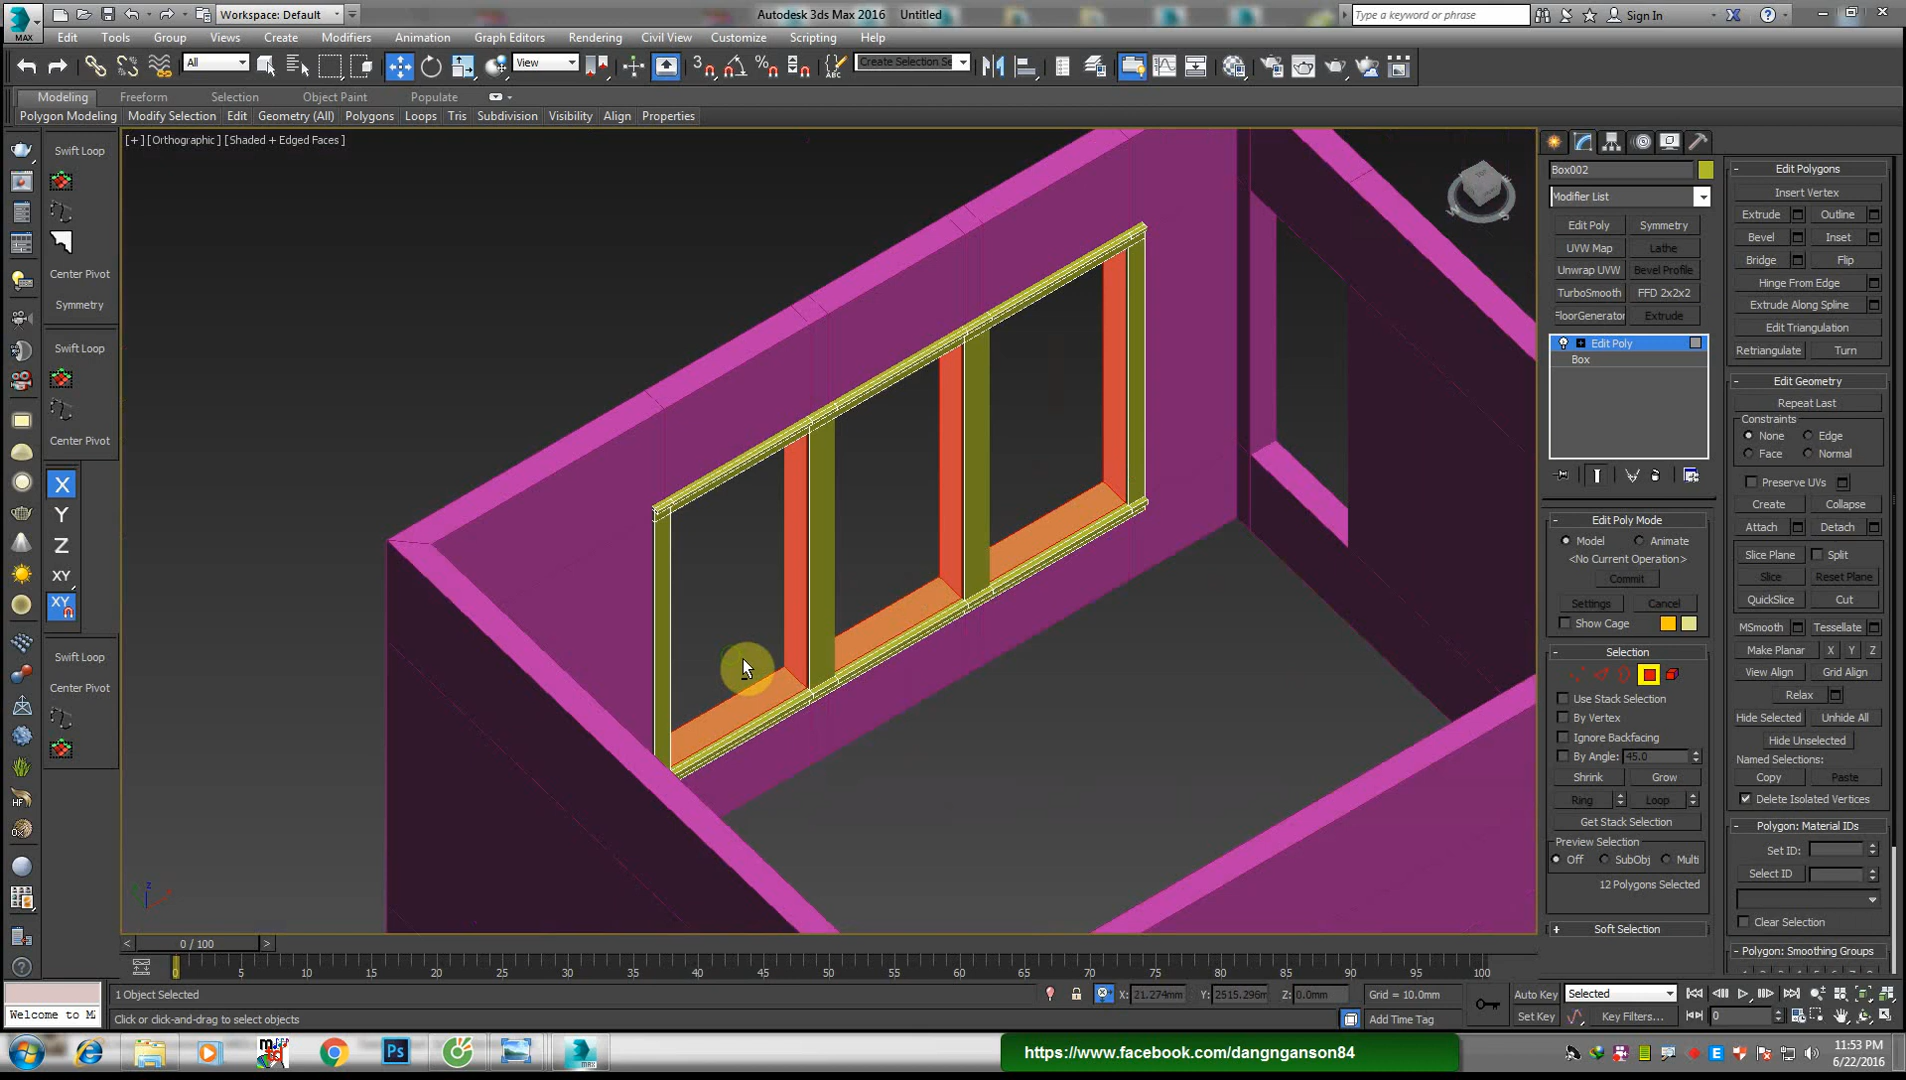 MAX
Workspace: Default
Autodesk 3ds Max 2016 Untitled
Type a keyword or phrase
Sign In
Edit Tools Group Views Create Modifiers Animation Graph Editors Rendering Civil View Customize Scripting Help
All
View
Create Selection Se
Modeling Freeform Selection Object Paint Populate
Polygon Modeling Modify Selection Edit Geometry (All) Polygons Loops Tris Subdivision Visibility Align Properties
[+] [Orthographic] [Shaded + Edged Faces]
Swift Loop
Center Pivot
Symmetry
Swift Loop
Center Pivot
X
Y
Z
XY
XY
Swift Loop
Center Pivot
Box002
Modifier List
Edit Poly Symmetry
UVW Map Lathe
Unwrap UVW Bevel Profile
TurboSmooth FFD 2x2x2
FloorGenerator Extrude
Edit Poly
Box
Edit Poly Mode
Model Animate
<No Current Operation>
Commit
Settings Cancel
Show Cage
Selection
Use Stack Selection
By Vertex
Ignore Backfacing
By Angle: 45.0
Shrink Grow
Ring Loop
Get Stack Selection
Preview Selection
Off SubObj Multi
12 Polygons Selected
Soft Selection
Edit Polygons
Insert Vertex
Extrude Outline
Bevel Inset
Bridge Flip
Hinge From Edge
Extrude Along Spline
Edit Triangulation
Retriangulate Turn
Edit Geometry
Repeat Last
Constraints
None Edge
Face Normal
Preserve UVs
Create Collapse
Attach Detach
Slice Plane Split
Slice Reset Plane
QuickSlice Cut
MSmooth Tessellate
Make Planar X Y Z
View Align Grid Align
Relax
Hide Selected Unhide All
Hide Unselected
Named Selections:
Copy Paste
Delete Isolated Vertices
Polygon: Material IDs
Set ID:
Select ID
Clear Selection
Polygon: Smoothing Groups
0 / 100
0 5 10 15 20 25 30 35 40 45 50 55 60 65 70 75 80 85 90 95 100
1 Object Selected
X: 21.274mm Y: 2515.296m Z: 0.0mm Grid = 10.0mm
Auto Key Selected
Welcome to M
Click or click-and-drag to select objects
Add Time Tag
Set Key Key Filters... 0
https://www.facebook.com/dangnganson84
11:53 PM
6/22/2016